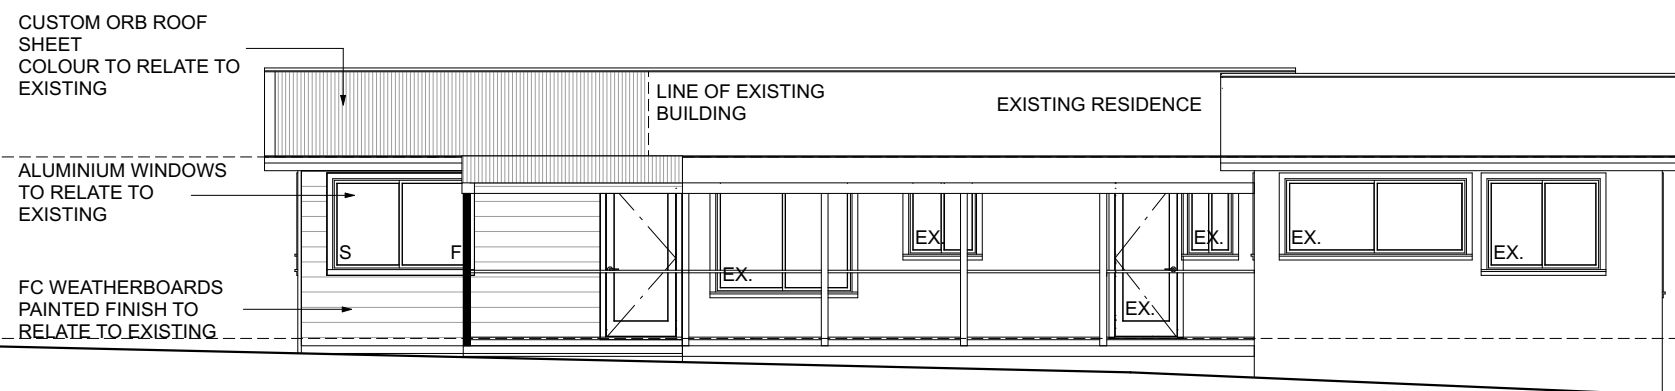 CUSTOM ORB ROOF
SHEET
COLOUR TO RELATE TO
EXISTING
LINE OF EXISTING
BUILDING
EXISTING RESIDENCE
ALUMINIUM WINDOWS
TO RELATE TO
EXISTING
S
F
EX.
EX.
EX.
EX.
EX.
EX.
FC WEATHERBOARDS
PAINTED FINISH TO
RELATE TO EXISTING